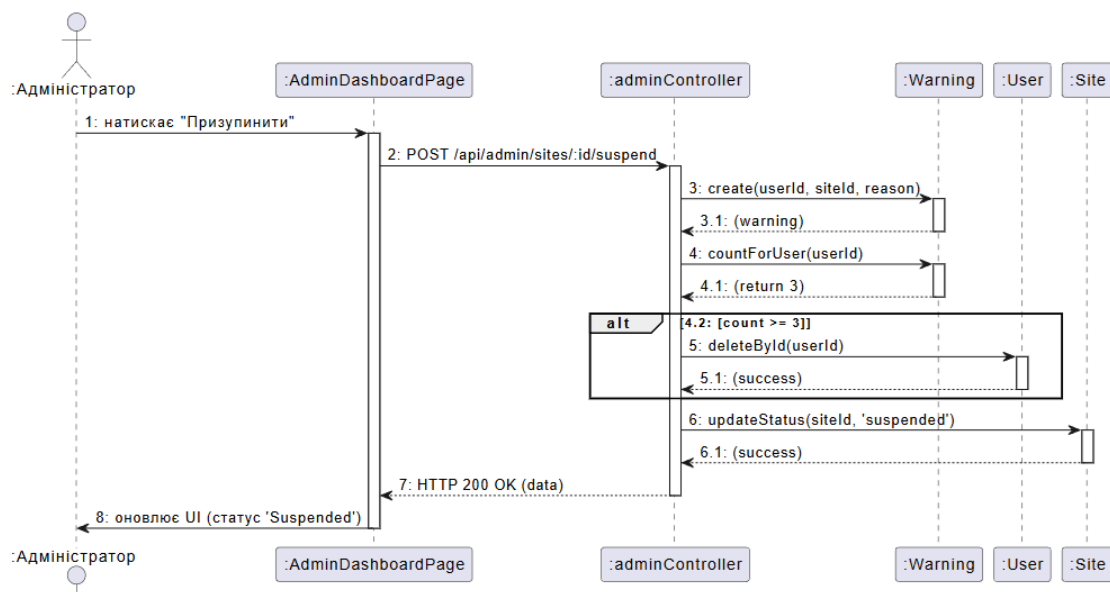 :Адміністратор
:AdminDashboardPage
:adminController
:Warning
:User
:Site
1: натискає "Призупинити"
2: POST /api/admin/sites/:id/suspend
3: create(userId, siteId, reason)
3.1: (warning)
4: countForUser(userId)
4.1: (return 3)
alt
[4.2: [count >= 3]]
5: deleteById(userId)
5.1: (success)
6: updateStatus(siteId, 'suspended')
6.1: (success)
7: HTTP 200 OK (data)
8: оновлює UI (статус 'Suspended')
:Адміністратор
:AdminDashboardPage
:adminController
:Warning
:User
:Site